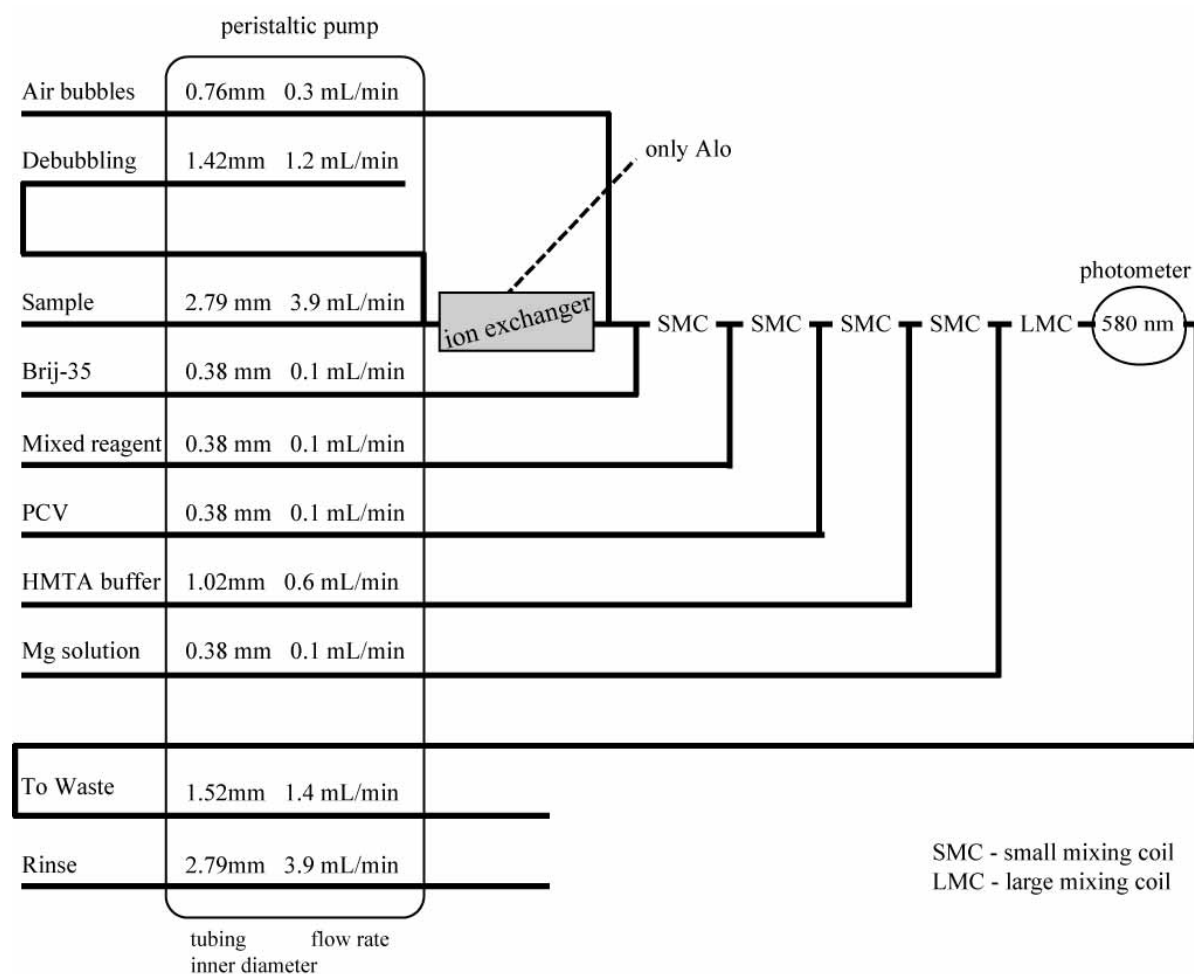 peristaltic pump
Air bubbles 0.76mm 0.3 mL/min
only Alo
Debubbling 1.42mm 1.2 mL/min
photometer
Sample 2.79 mm 3.9 mL/min
ion exchanger
SMC SMC SMC SMC LMC 580 nm
Brij-35 0.38 mm 0.1 mL/min
Mixed reagent 0.38 mm 0.1 mL/min
PCV 0.38 mm 0.1 mL/min
HMTA buffer 1.02mm 0.6 mL/min
Mg solution 0.38 mm 0.1 mL/min
To Waste 1.52mm 1.4 mL/min
Rinse 2.79mm 3.9 mL/min
SMC - small mixing coil
LMC - large mixing coil
tubing flow rate
inner diameter